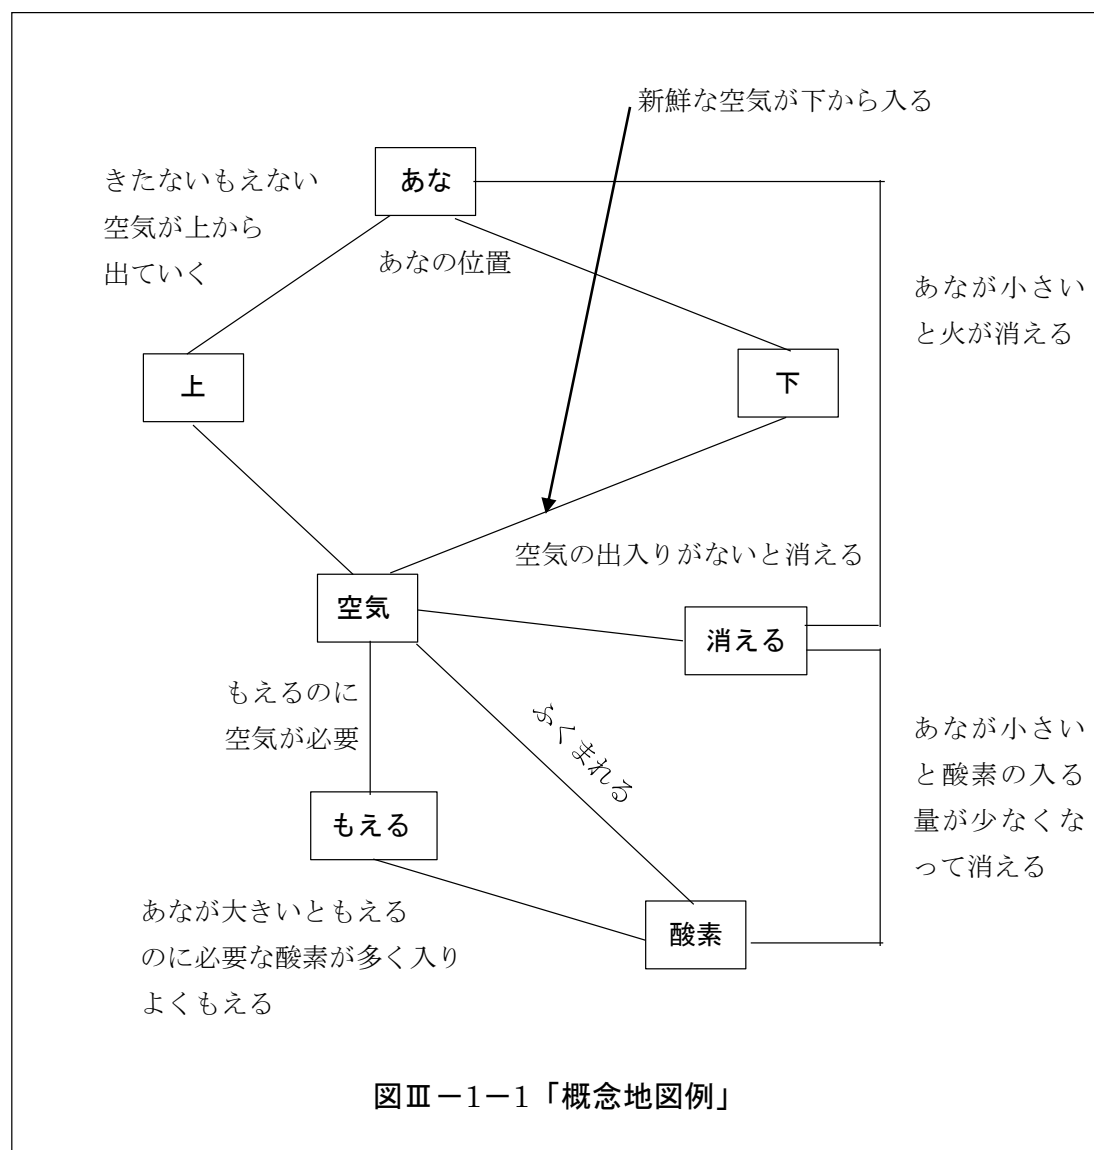 新鮮な空気が下から入る
あな
きたないもえない
空気が上から
出ていく
あなの位置
あなが小さい
と火が消える
上
下
空気の出入りがないと消える
空気
消える
もえるのに
空気が必要
ふくまれる
あなが小さい
と酸素の入る
量が少なくな
って消える
もえる
あなが大きいともえる
のに必要な酸素が多く入り
よくもえる
酸素
図Ⅲ－1－1「概念地図例」